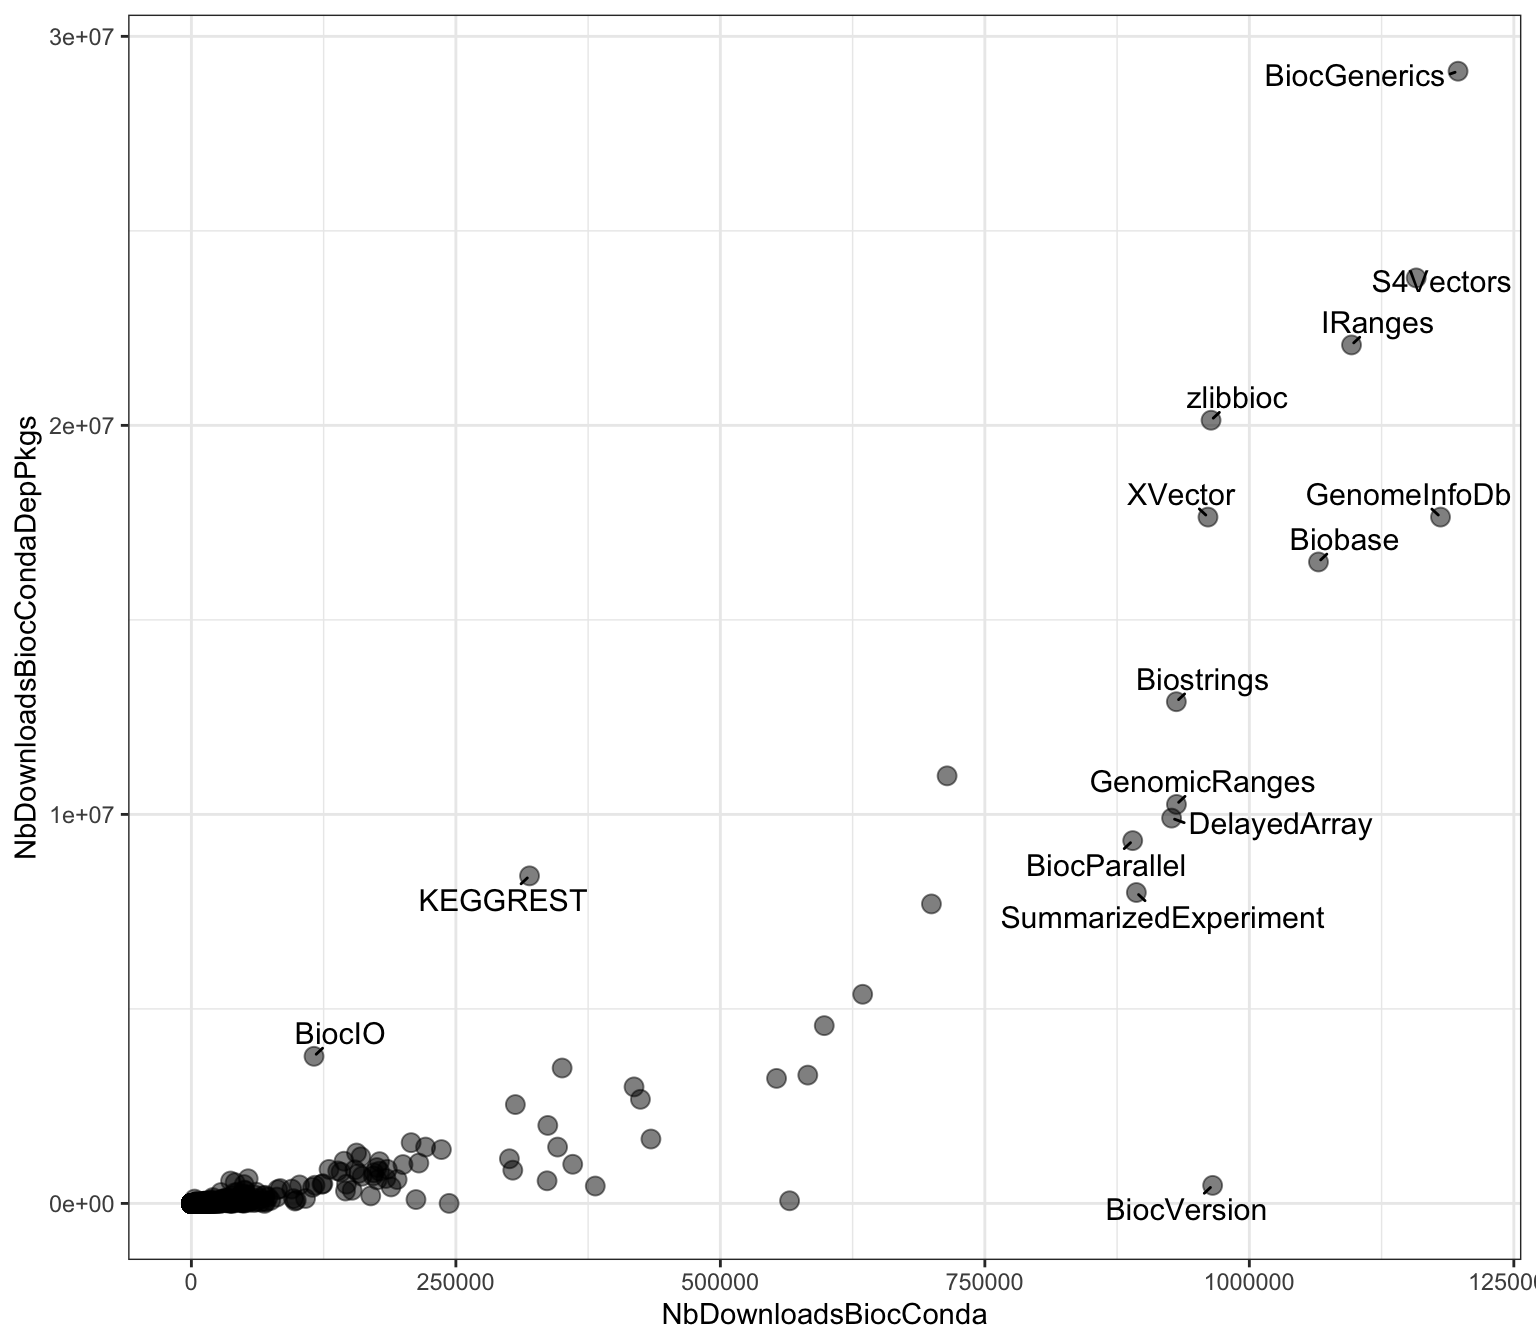 3e+07
BiocGenerics
S4Vectors
IRanges
zlibbioc
2e+07
XVector
GenomeInfoDb
Biobase
NbDownloadsBiocCondaDepPkgs
Biostrings
GenomicRanges
1e+07
DelayedArray
BiocParallel
KEGGREST
SummarizedExperiment
BiocIO
0e+00
BiocVersion
0 250000 500000 750000 1000000 125000
NbDownloadsBiocConda